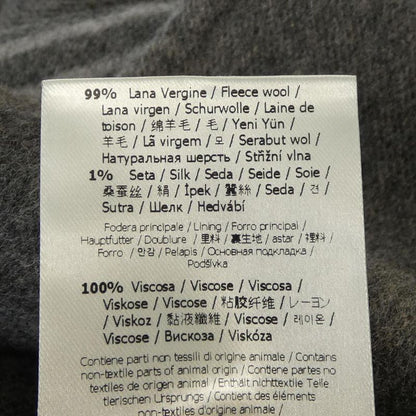 99% Lana Vergine / Fleece wool /
Lana virgen / Schurwolle / Laine de
toison / 绵羊毛 / 毛 / Yeni Yün /
羊毛 / Lã virgem / 모 / Serabut wol /
Натуральная шерсть / Střižní vlna
1% Seta / Silk / Seda / Seide / Soie /
桑蚕丝 / 絹 / İpek / 蠶絲 / Seda / 견 /
Sutra / Шелк / Hedvábí
Fodera principale / Lining / Forro principal /
Hauptfutter / Doublure / 里料 / 裏生地 / astar / 裡料 /
Forro / 안감 / Pelapis / Основная подкладка /
Podšívka
100% Viscosa / Viscose / Viscosa /
Viskose / Viscose / 粘胶纤维 / レーヨン
/ Viskoz / 黏液纖維 / Viscose / 레이온 /
Viscose / Вискоза / Viskóza
Contiene parti non tessili di origine animale / Contains
non-textile parts of animal origin / Contiene partes no
textiles de origen animal / Enthält nichttextile Teile
tierischen Ursprungs / Contient des éléments
non textiles d'origine